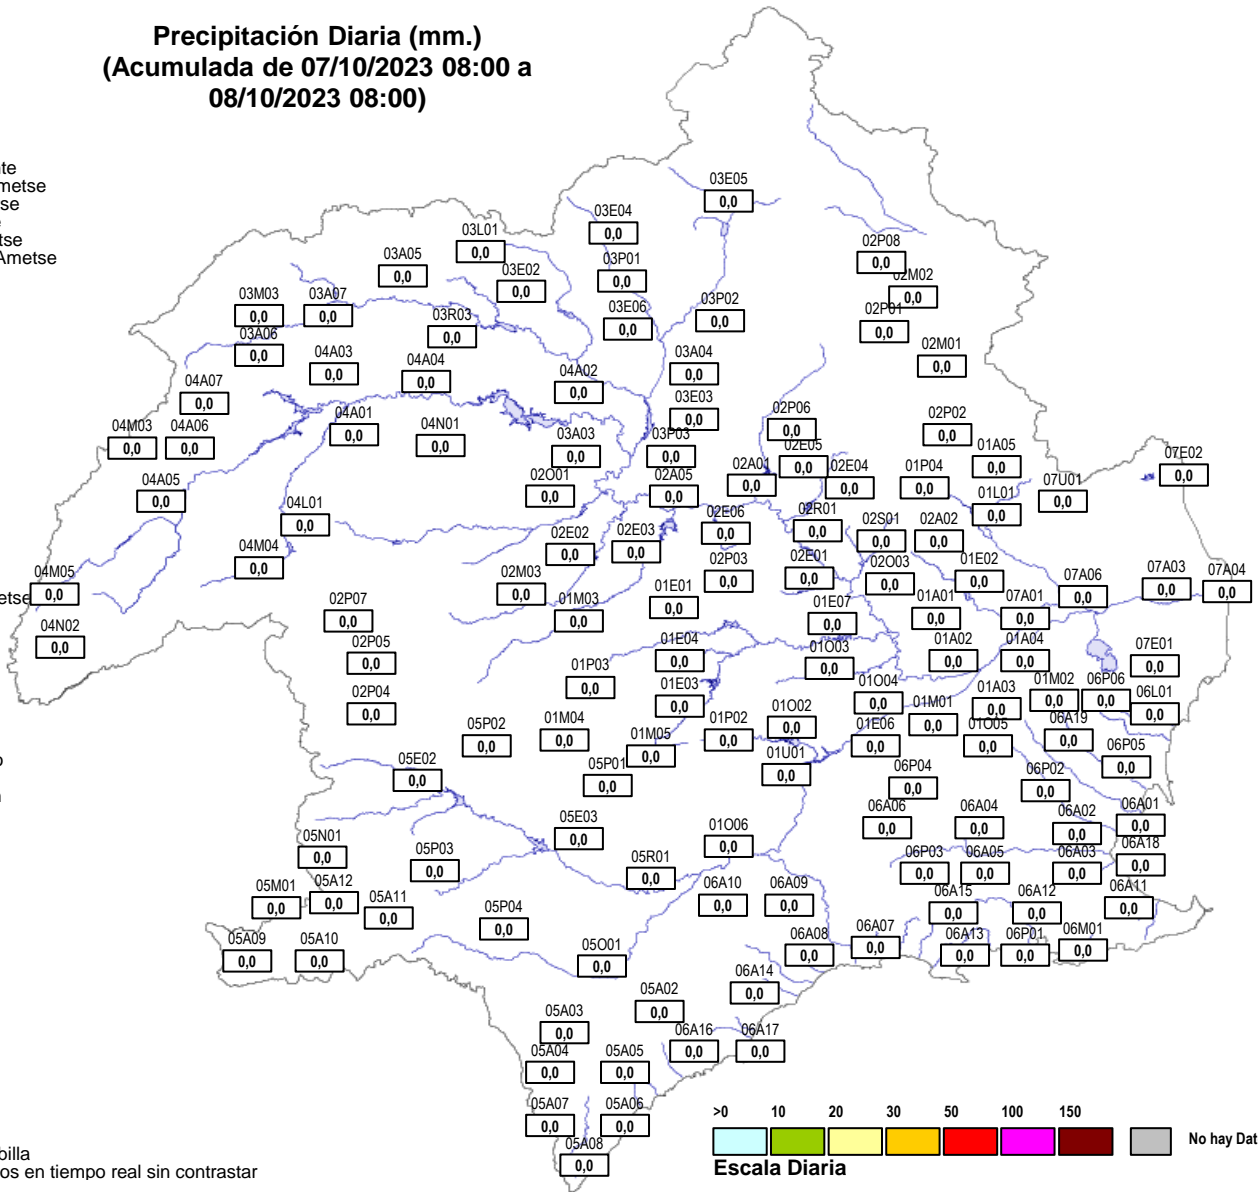 Precipitación Diaria (mm.)
(Acumulada de 07/10/2023 08:00 a
08/10/2023 08:00)
nte
metse
tse
e
tse
Ametse
03E05
0,0
03E04
0,0
03L01
0,0
03A05
0,0
03P01
0,0
03E02
0,0
02P08
0,0
02M02
0,0
03M03
0,0
03A07
0,0
03E06
0,0
03P02
0,0
02P01
0,0
03R03
0,0
03A06
0,0
04A03
0,0
04A04
0,0
03A04
0,0
02M01
0,0
04A02
0,0
04A07
0,0
03E03
0,0
04A01
0,0
04M03
0,0
04A06
0,0
04N01
0,0
02P06
0,0
02P02
0,0
03A03
0,0
03P03
0,0
02E05
0,0
01A05
0,0
07E02
0,0
02O01
0,0
02A05
0,0
02A01
0,0
02E04
0,0
01P04
0,0
07U01
0,0
04A05
0,0
01L01
0,0
04L01
0,0
02E06
0,0
02R01
0,0
02S01
0,0
02A02
0,0
02E02
0,0
02E03
0,0
04M04
0,0
02P03
0,0
02E01
0,0
02O03
0,0
01E02
0,0
04M05
0,0
etse
02M03
0,0
07A06
0,0
07A03
0,0
07A04
0,0
01M03
0,0
01E01
0,0
02P07
0,0
01E07
0,0
01A01
0,0
07A01
0,0
04N02
0,0
02P05
0,0
01E04
0,0
01O03
0,0
01A02
0,0
01A04
0,0
07E01
0,0
01P03
0,0
01E03
0,0
02P04
0,0
01O04
0,0
01A03
0,0
01M02
0,0
06P06
0,0
06L01
0,0
05P02
0,0
01M04
0,0
01P02
0,0
01O02
0,0
01M01
0,0
01M05
0,0
01E06
0,0
01O05
0,0
06A19
0,0
o
05E02
0,0
05P01
0,0
01U01
0,0
06P04
0,0
06P02
0,0
06P05
0,0
05E03
0,0
01O06
0,0
06A06
0,0
06A04
0,0
06A02
0,0
06A01
0,0
05N01
0,0
05P03
0,0
05R01
0,0
06P03
0,0
06A05
0,0
06A03
0,0
06A18
0,0
05M01
0,0
05A12
0,0
05A11
0,0
06A10
0,0
06A09
0,0
06A15
0,0
06A12
0,0
06A11
0,0
05P04
0,0
05A09
0,0
05A10
0,0
05O01
0,0
06A08
0,0
06A07
0,0
06A13
0,0
06P01
0,0
06M01
0,0
06A14
0,0
05A02
0,0
05A03
0,0
06A16
0,0
06A17
0,0
05A04
0,0
05A05
0,0
05A07
0,0
05A06
0,0
05A08
0,0
>0 10 20 30 50 100 150
No hay Dat
Escala Diaria
billa
os en tiempo real sin contrastar